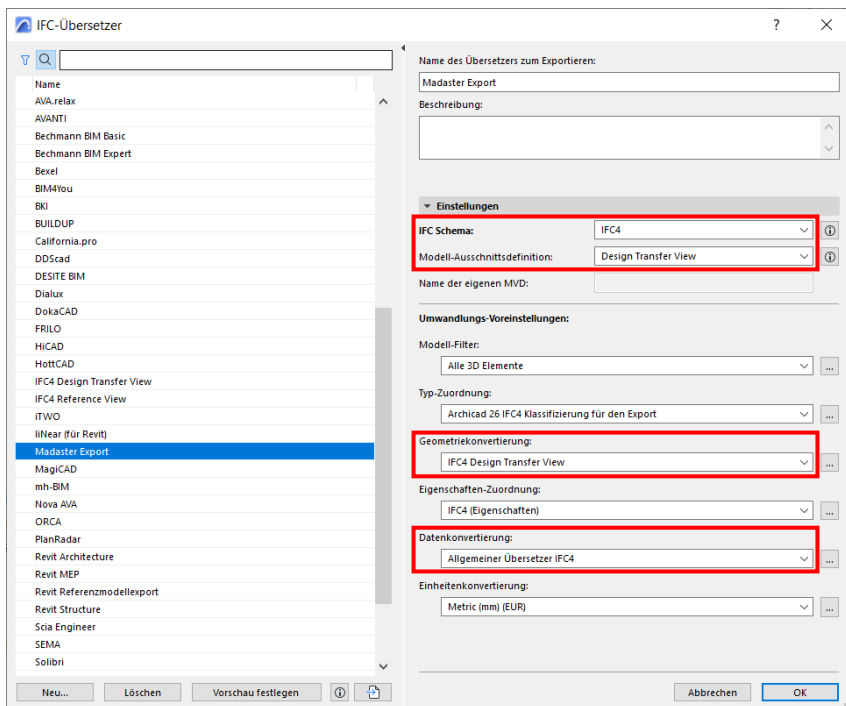 IFC-Übersetzer
?
Name
AVA.relax
AVANTI
Bechmann BIM Basic
Bechmann BIM Expert
Bexel
BIM4You
BKI
BUILDUP
California.pro
DDScad
DESITE BIM
Dialux
DokaCAD
FRILO
HiCAD
HottCAD
IFC4 Design Transfer View
IFC4 Reference View
iTWO
liNear (für Revit)
Madaster Export
MagiCAD
mh-BIM
Nova AVA
ORCA
PlanRadar
Revit Architecture
Revit MEP
Revit Referenzmodellexport
Revit Structure
Scia Engineer
SEMA
Solibri
Neu... Löschen Vorschau festlegen
Name des Übersetzers zum Exportieren:
Madaster Export
Beschreibung:
Einstellungen
IFC Schema: IFC4
Modell-Ausschnittsdefinition: Design Transfer View
Name der eigenen MVD:
Umwandlungs-Voreinstellungen:
Modell-Filter:
Alle 3D Elemente ...
Typ-Zuordnung:
Archicad 26 IFC4 Klassifizierung für den Export ...
Geometriekonvertierung:
IFC4 Design Transfer View ...
Eigenschaften-Zuordnung:
IFC4 (Eigenschaften) ...
Datenkonvertierung:
Allgemeiner Übersetzer IFC4 ...
Einheitenkonvertierung:
Metric (mm) (EUR) ...
Abbrechen OK